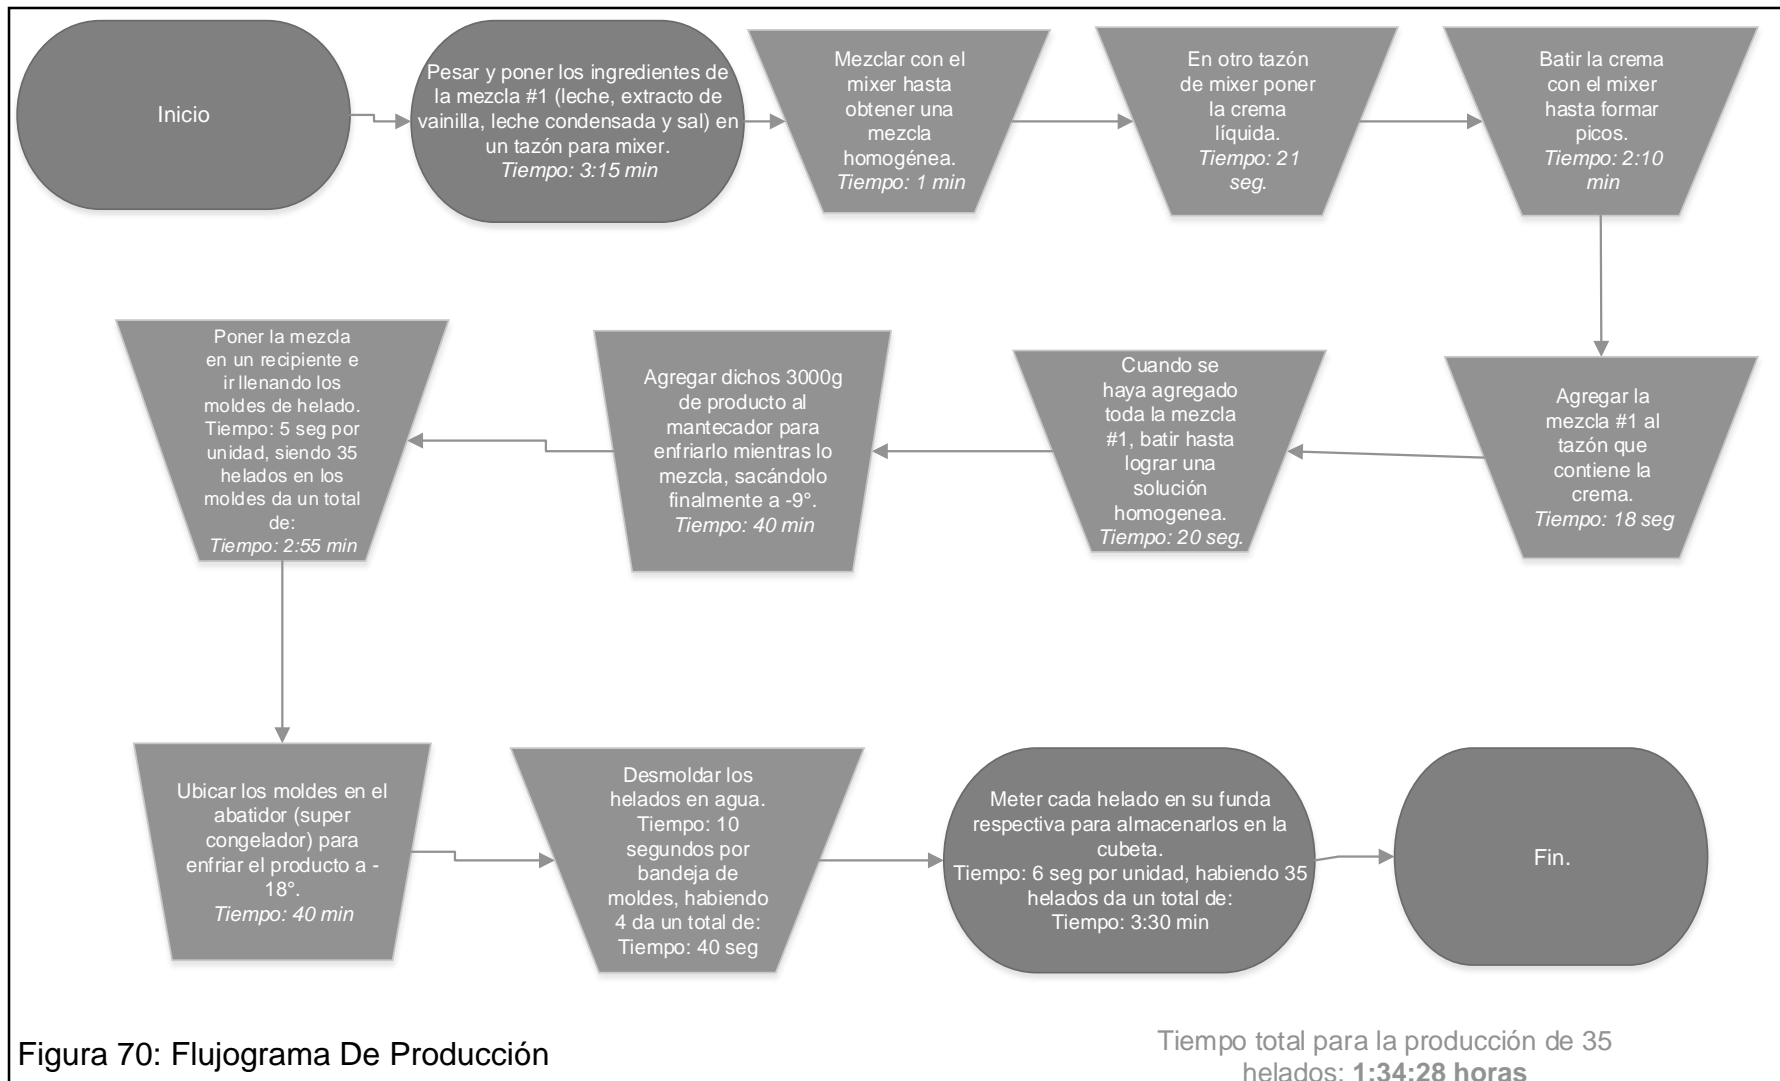 Inicio
Pesar y poner los ingredientes de
la mezcla #1 (leche, extracto de
vainilla, leche condensada y sal) en
un tazón para mixer.
Tiempo: 3:15 min
Mezclar con el
mixer hasta
obtener una
mezcla
homogénea.
Tiempo: 1 min
En otro tazón
de mixer poner
la crema
líquida.
Tiempo: 21
seg.
Batir la crema
con el mixer
hasta formar
picos.
Tiempo: 2:10
min
Agregar la
mezcla #1 al
tazón que
contiene la
crema.
Tiempo: 18 seg
Cuando se
haya agregado
toda la mezcla
#1, batir hasta
lograr una
solución
homogenea.
Tiempo: 20 seg.
Agregar dichos 3000g
de producto al
mantecador para
enfriarlo mientras lo
mezcla, sacándolo
finalmente a -9°.
Tiempo: 40 min
Poner la mezcla
en un recipiente e
ir llenando los
moldes de helado.
Tiempo: 5 seg por
unidad, siendo 35
helados en los
moldes da un total
de:
Tiempo: 2:55 min
Ubicar los moldes en el
abatidor (super
congelador) para
enfriar el producto a -
18°.
Tiempo: 40 min
Desmoldar los
helados en agua.
Tiempo: 10
segundos por
bandeja de
moldes, habiendo
4 da un total de:
Tiempo: 40 seg
Meter cada helado en su funda
respectiva para almacenarlos en la
cubeta.
Tiempo: 6 seg por unidad, habiendo 35
helados da un total de:
Tiempo: 3:30 min
Fin.
Figura 70: Flujograma De Producción
Tiempo total para la producción de 35
helados: 1:34:28 horas